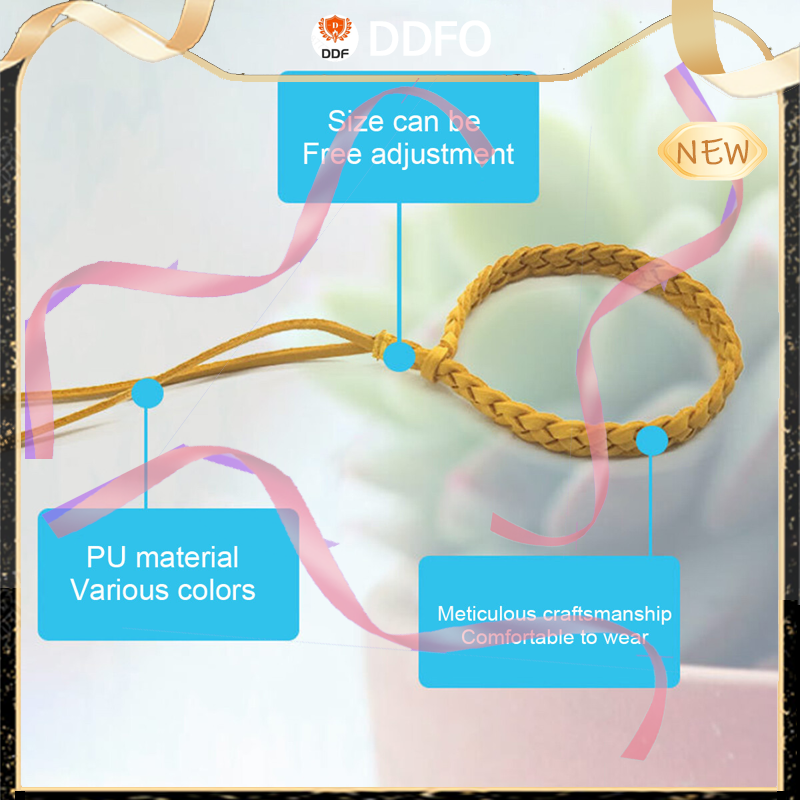 DDF
DDFO
Size can be
Free adjustment
NEW
PU material
Various colors
Meticulous craftsmanship
Comfortable to wear